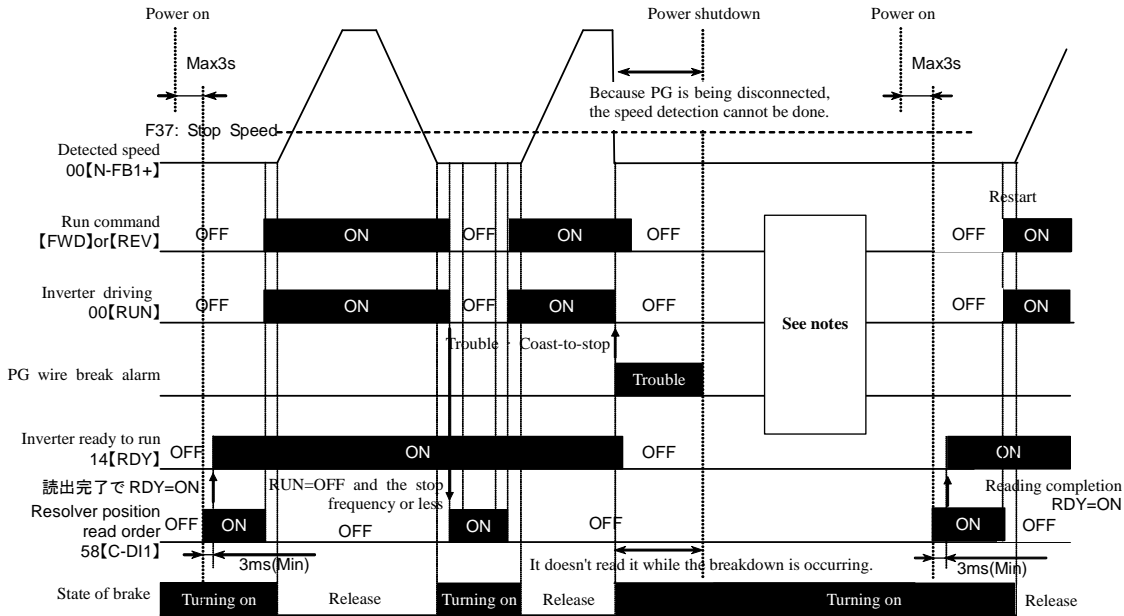 Power on
Power shutdown
Power on
Max3s
Max3s
Because PG is being disconnected,
the speed detection cannot be done.
F37: Stop Speed
Detected speed
00【N-FB1+】
Restart
Run command
【FWD】or【REV】
OFF
ON
OFF
ON
OFF
OFF
ON
Inverter driving
00【RUN】
OFF
ON
OFF
ON
OFF
OFF
ON
See notes
Trouble · Coast-to-stop
PG wire break alarm
Trouble
Inverter ready to run
14【RDY】
OFF
ON
OFF
ON
読出完了で RDY=ON
RUN=OFF and the stop
frequency or less
Reading completion
RDY=ON
Resolver position
read order
58【C-DI1】
OFF
ON
OFF
ON
OFF
ON
OFF
3ms(Min)
It doesn't read it while the breakdown is occurring.
3ms(Min)
State of brake
Turning on
Release
Turning on
Release
Turning on
Release